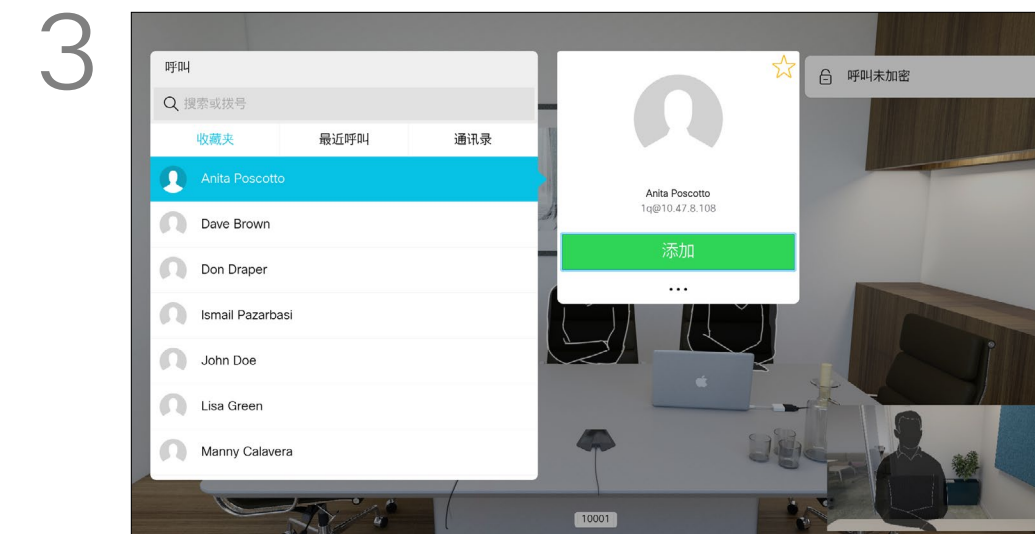 3
呼叫
搜索或拨号
收藏夹 最近呼叫 通讯录
Anita Poscotto
Dave Brown
Don Draper
Ismail Pazarbasi
John Doe
Lisa Green
Manny Calavera
Anita Poscotto
1q@10.47.8.108
添加
...
呼叫未加密
10001